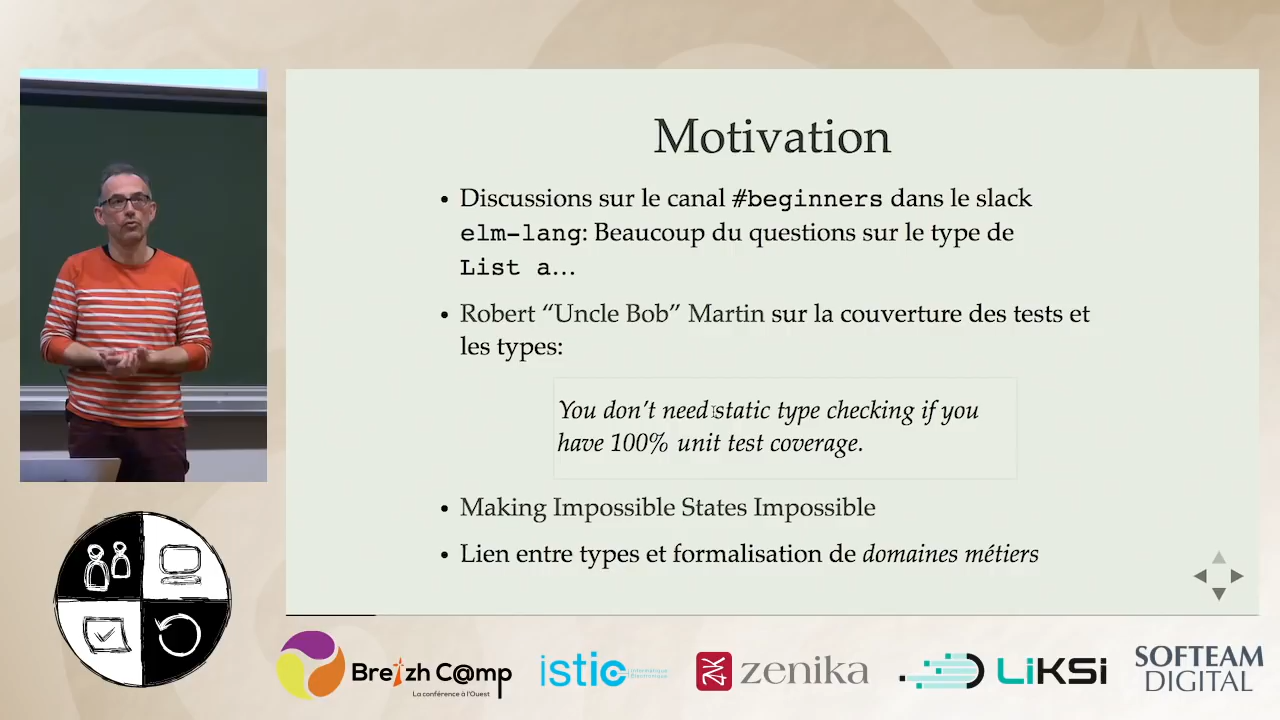 Motivation
• Discussions sur le canal #beginners dans le slack
elm-lang: Beaucoup du questions sur le type de
List a...
• Robert “Uncle Bob” Martin sur la couverture des tests et
les types:
You don’t need static type checking if you
have 100% unit test coverage.
• Making Impossible States Impossible
• Lien entre types et formalisation de domaines métiers
Breizh C@mp
La conférence à l'Ouest
istic
Informatique
Électronique
zenika
LiKSi
SOFTEAM
DIGITAL